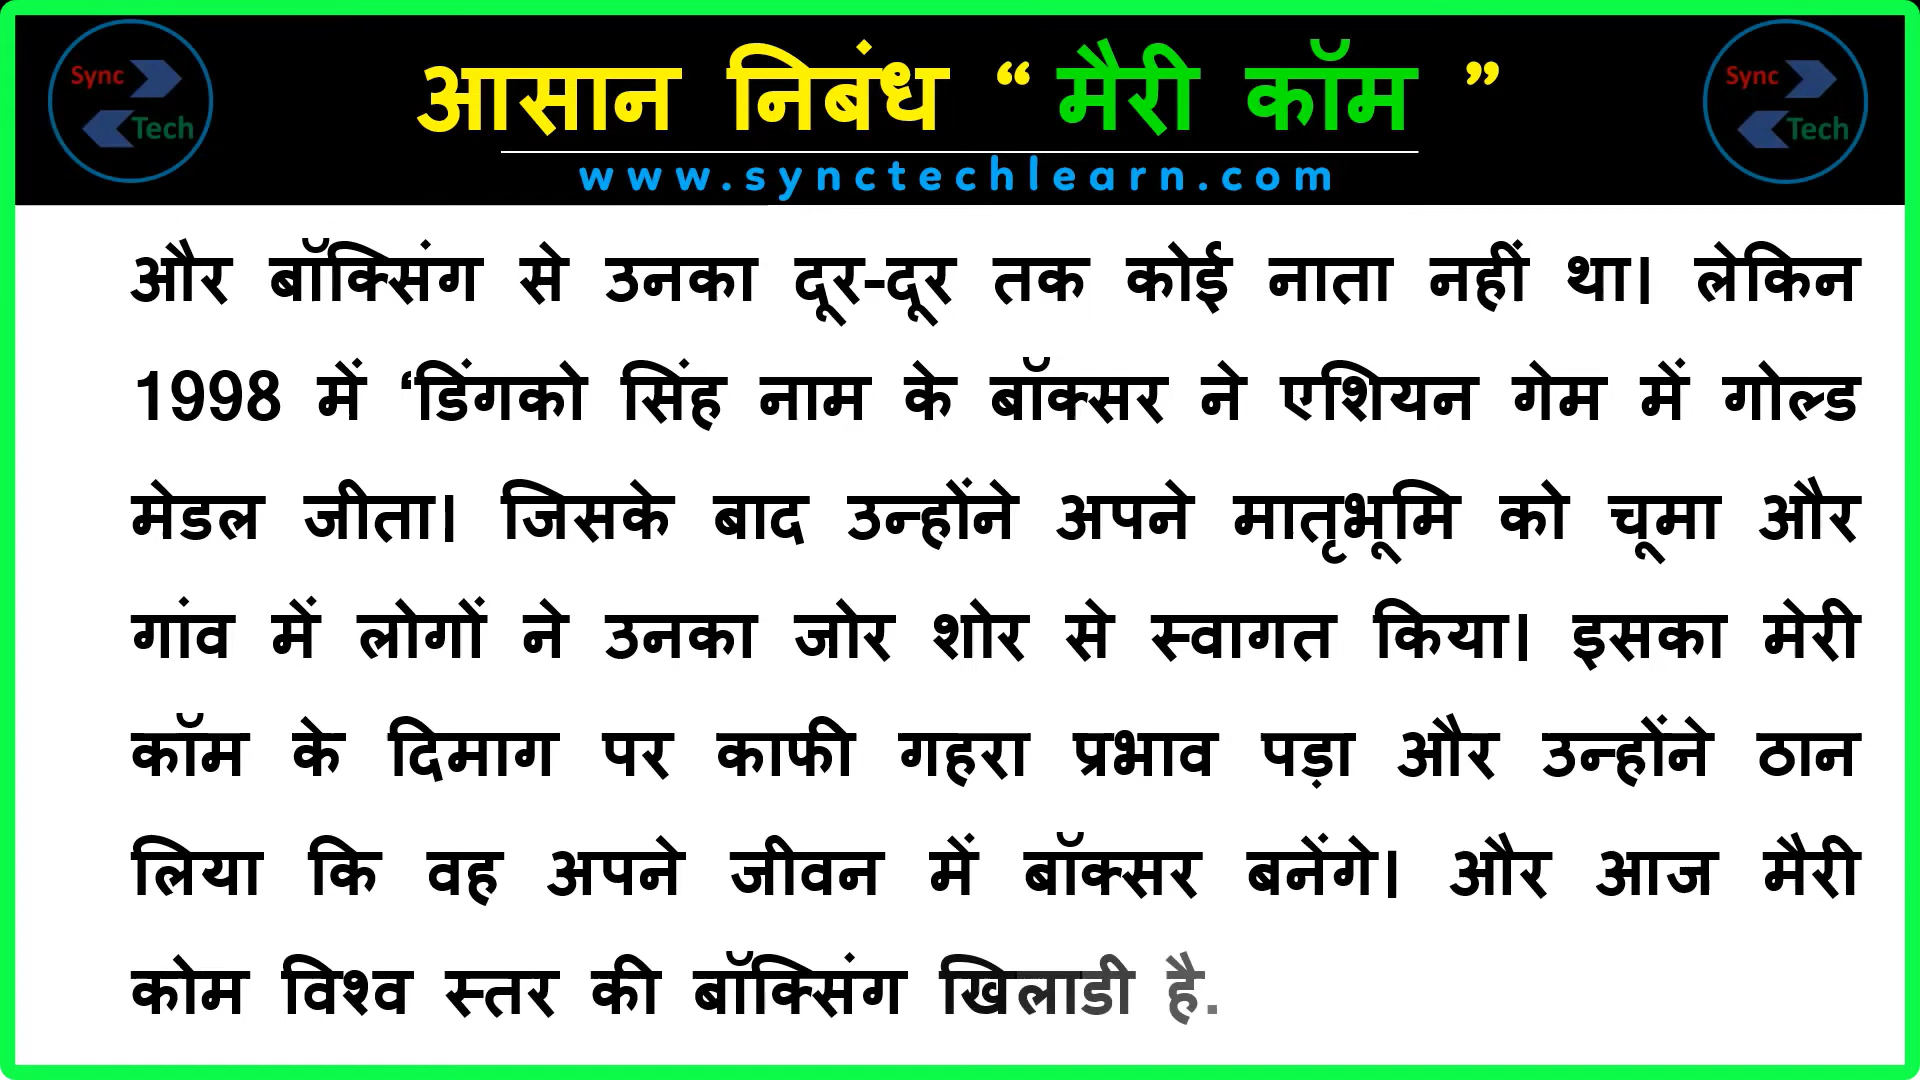 Sync
Tech
आसान निबंध “ मैरी कॉम ”
www.synctechlearn.com
Sync
Tech
और बॉक्सिंग से उनका दूर-दूर तक कोई नाता नहीं था। लेकिन
1998 में ‘डिंगको सिंह नाम के बॉक्सर ने एशियन गेम में गोल्ड
मेडल जीता। जिसके बाद उन्होंने अपने मातृभूमि को चूमा और
गांव में लोगों ने उनका जोर शोर से स्वागत किया। इसका मेरी
कॉम के दिमाग पर काफी गहरा प्रभाव पड़ा और उन्होंने ठान
लिया कि वह अपने जीवन में बॉक्सर बनेंगे। और आज मैरी
कोम विश्व स्तर की बॉक्सिंग खिलाडी है.